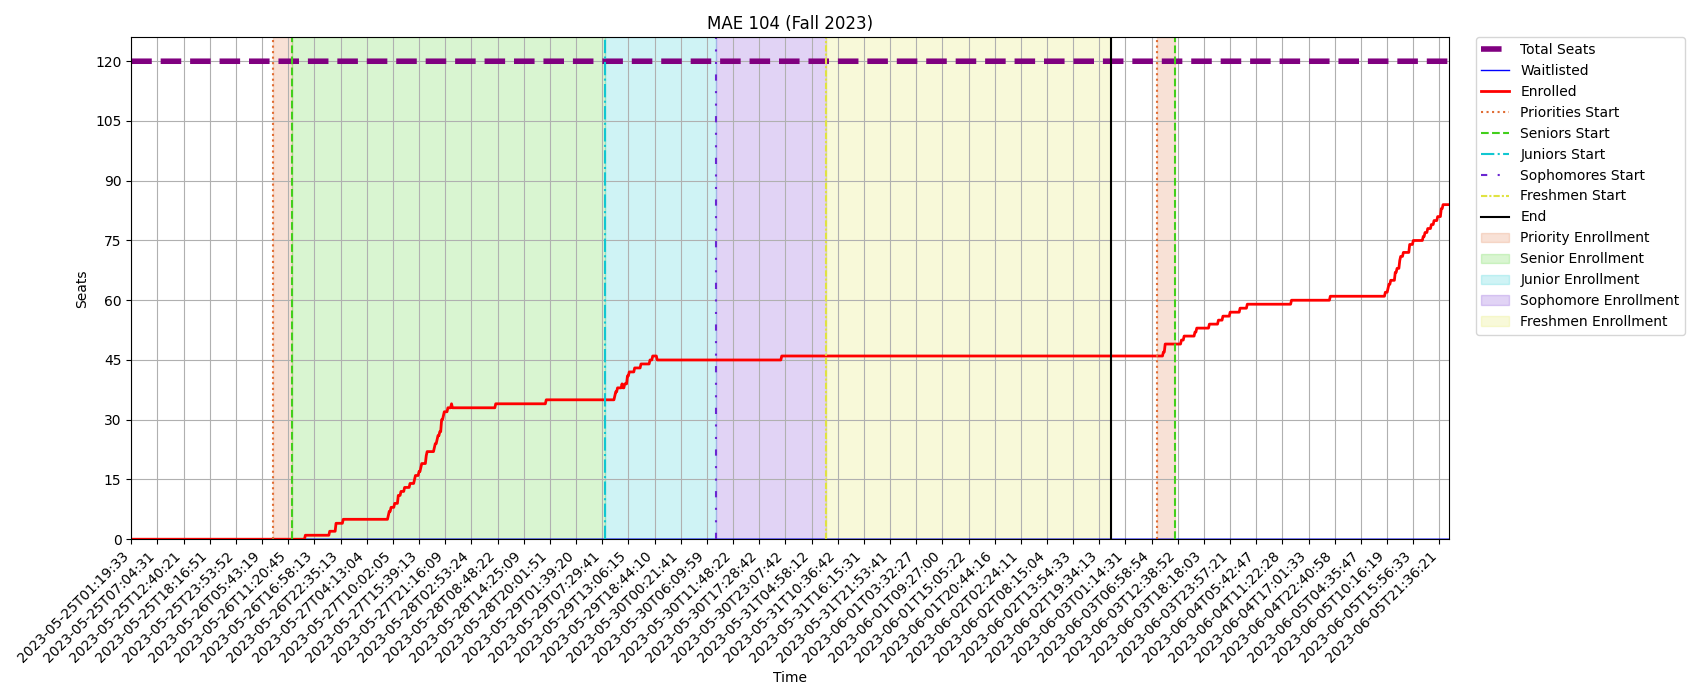 MAE 104 (Fall 2023)
Seats
120
105
90
75
60
45
30
15
0
2023-05-25T01:19:33
2023-05-25T07:04:31
2023-05-25T12:40:21
2023-05-25T18:16:51
2023-05-25T23:53:52
2023-05-26T05:43:19
2023-05-26T11:20:45
2023-05-26T16:58:13
2023-05-26T22:35:13
2023-05-27T04:13:04
2023-05-27T10:02:05
2023-05-27T15:39:13
2023-05-27T21:16:09
2023-05-28T02:53:24
2023-05-28T08:48:22
2023-05-28T14:25:09
2023-05-28T20:01:51
2023-05-29T01:39:20
2023-05-29T07:29:41
2023-05-29T13:06:15
2023-05-29T18:44:10
2023-05-30T00:21:41
2023-05-30T06:09:59
2023-05-30T11:48:22
2023-05-30T17:28:42
2023-05-30T23:07:42
2023-05-31T04:58:12
2023-05-31T10:36:42
2023-05-31T16:15:31
2023-05-31T21:53:41
2023-06-01T03:32:27
2023-06-01T09:27:00
2023-06-01T15:05:22
2023-06-01T20:44:16
2023-06-02T02:24:11
2023-06-02T08:15:04
2023-06-02T13:54:33
2023-06-02T19:34:13
2023-06-03T01:14:31
2023-06-03T06:58:54
2023-06-03T12:38:52
2023-06-03T18:18:03
2023-06-03T23:57:21
2023-06-04T05:42:47
2023-06-04T11:22:28
2023-06-04T17:01:33
2023-06-04T22:40:58
2023-06-05T04:35:47
2023-06-05T10:16:19
2023-06-05T15:56:33
2023-06-05T21:36:21
Time
Total Seats
Waitlisted
Enrolled
Priorities Start
Seniors Start
Juniors Start
Sophomores Start
Freshmen Start
End
Priority Enrollment
Senior Enrollment
Junior Enrollment
Sophomore Enrollment
Freshmen Enrollment